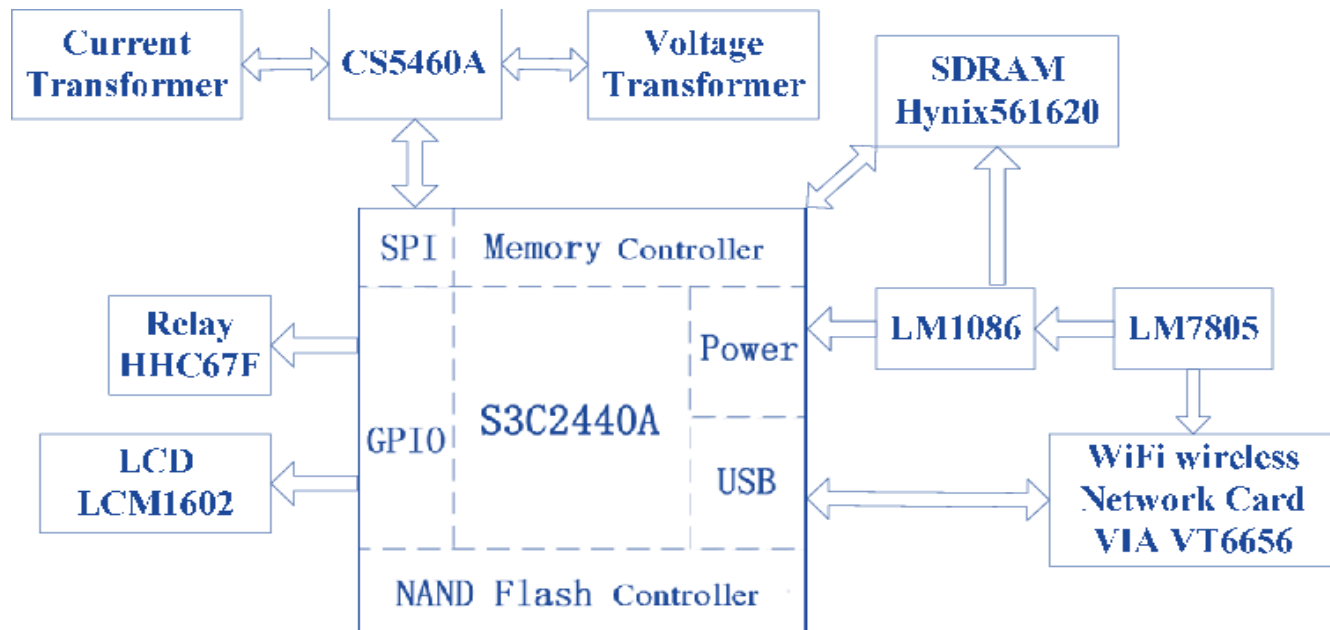 Current
Transformer
CS5460A
Voltage
Transformer
SDRAM
Hynix561620
SPI
Memory Controller
Relay
HHC67F
Power
LM1086
LM7805
GPIO
S3C2440A
LCD
LCM1602
USB
WiFi wireless
Network Card
VIA VT6656
NAND Flash Controller